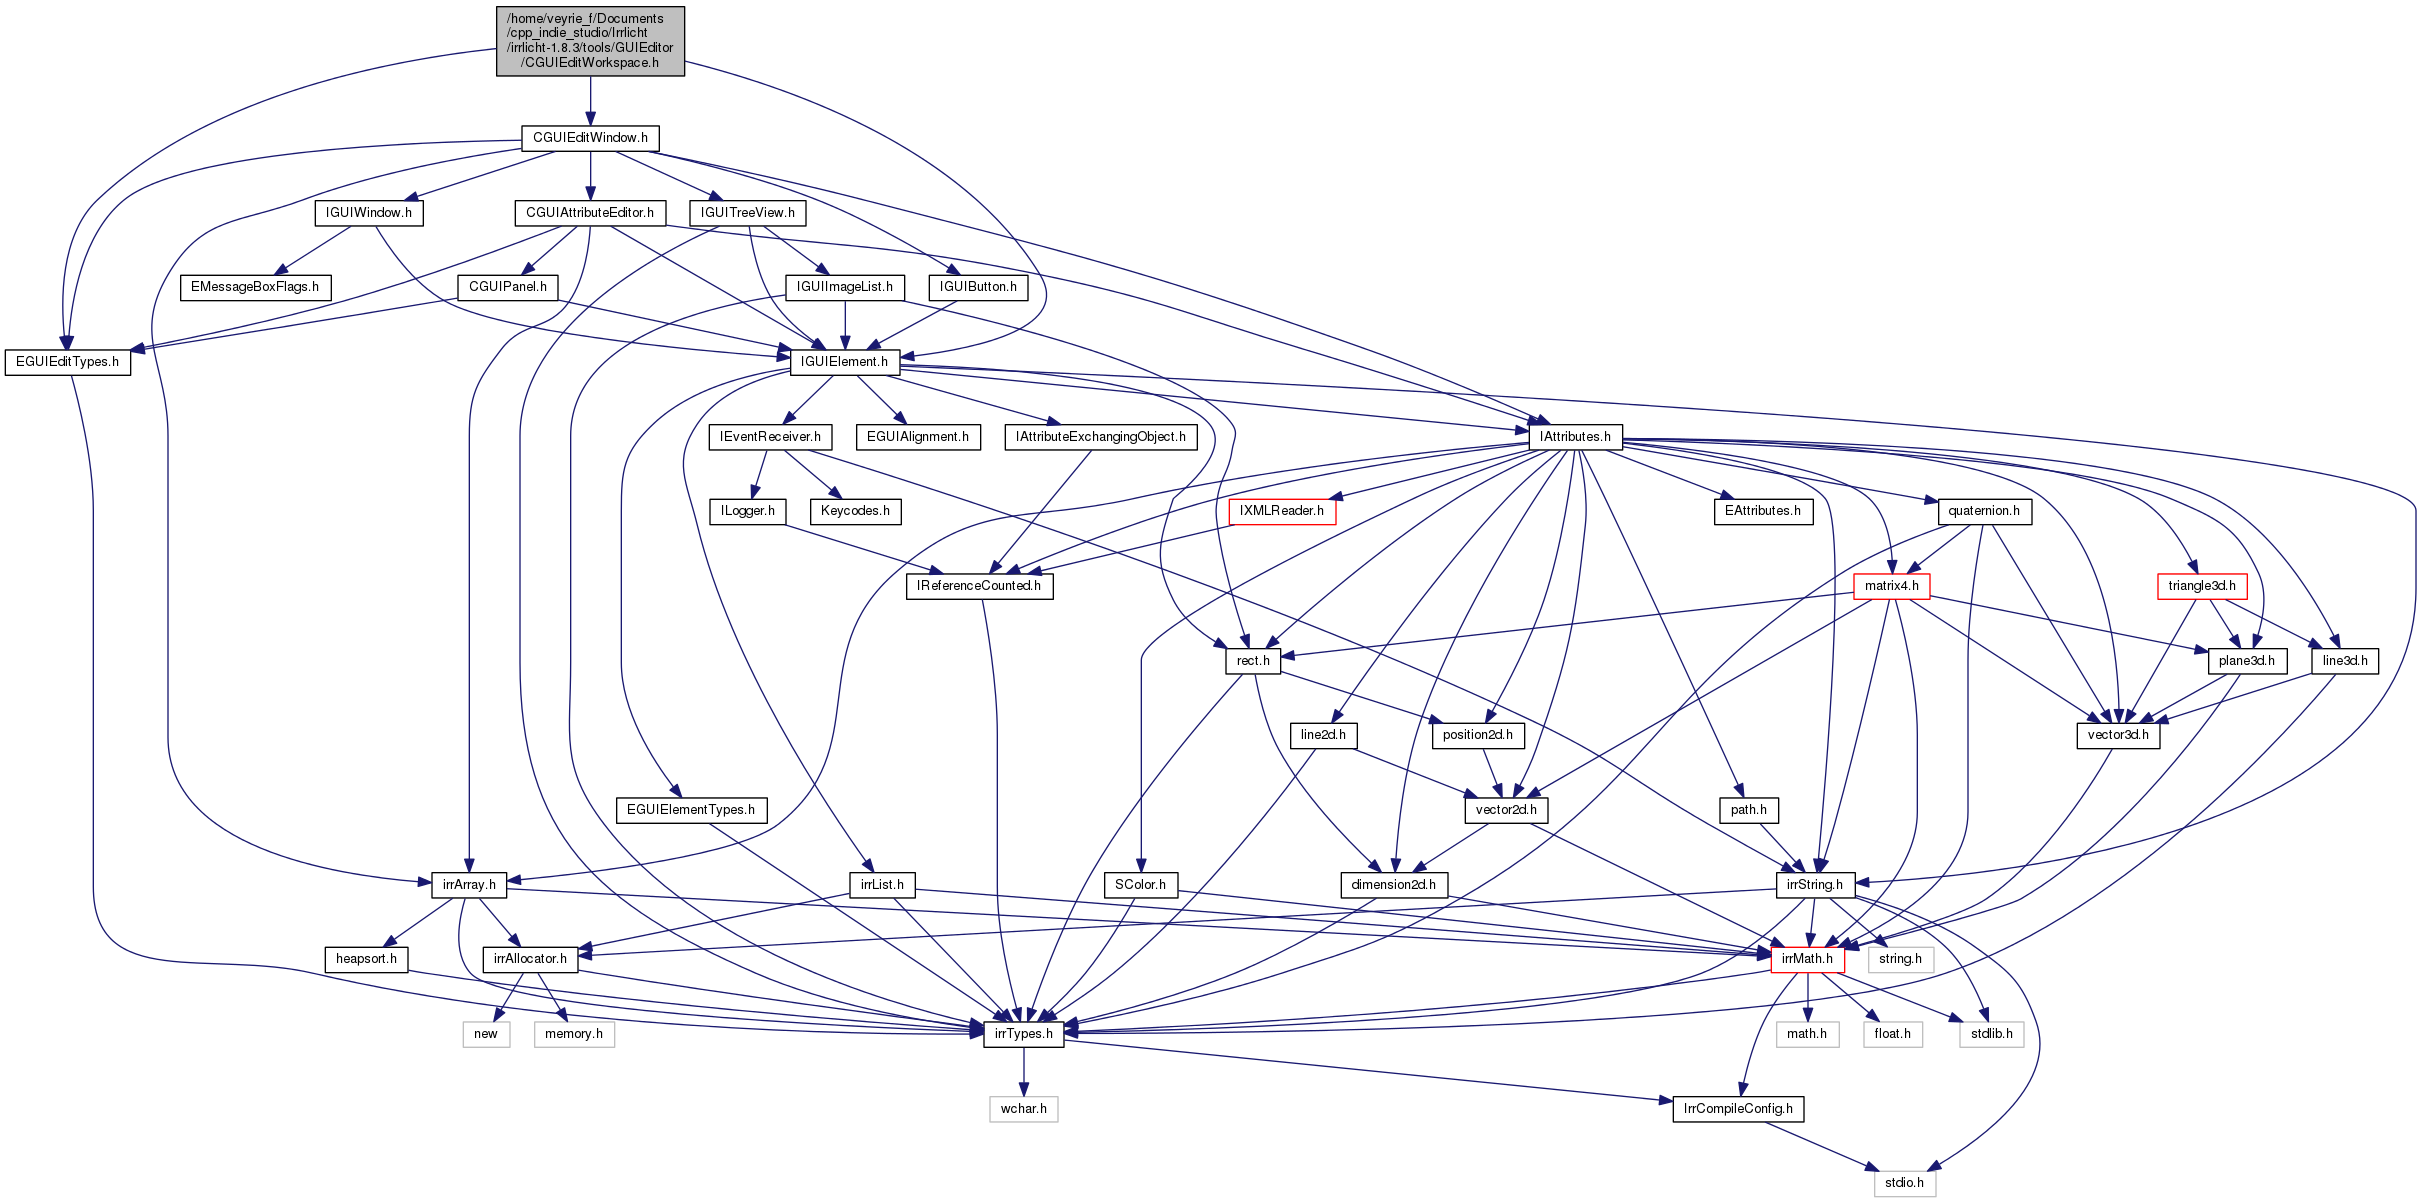 /home/veyrie_f/Documents
/cpp_indie_studio/Irrlicht
/irrlicht-1.8.3/tools/GUIEditor
/CGUIEditWorkspace.h
CGUIEditWindow.h
IGUIWindow.h
CGUIAttributeEditor.h
IGUITreeView.h
EMessageBoxFlags.h
CGUIPanel.h
IGUIImageList.h
IGUIButton.h
EGUIEditTypes.h
IGUIElement.h
IEventReceiver.h
EGUIAlignment.h
IAttributeExchangingObject.h
IAttributes.h
ILogger.h
Keycodes.h
IXMLReader.h
EAttributes.h
quaternion.h
IReferenceCounted.h
matrix4.h
triangle3d.h
rect.h
plane3d.h
line3d.h
line2d.h
position2d.h
vector3d.h
EGUIElementTypes.h
vector2d.h
path.h
irrArray.h
irrList.h
SColor.h
dimension2d.h
irrString.h
heapsort.h
irrAllocator.h
irrMath.h
string.h
new
memory.h
irrTypes.h
math.h
float.h
stdlib.h
wchar.h
IrrCompileConfig.h
stdio.h